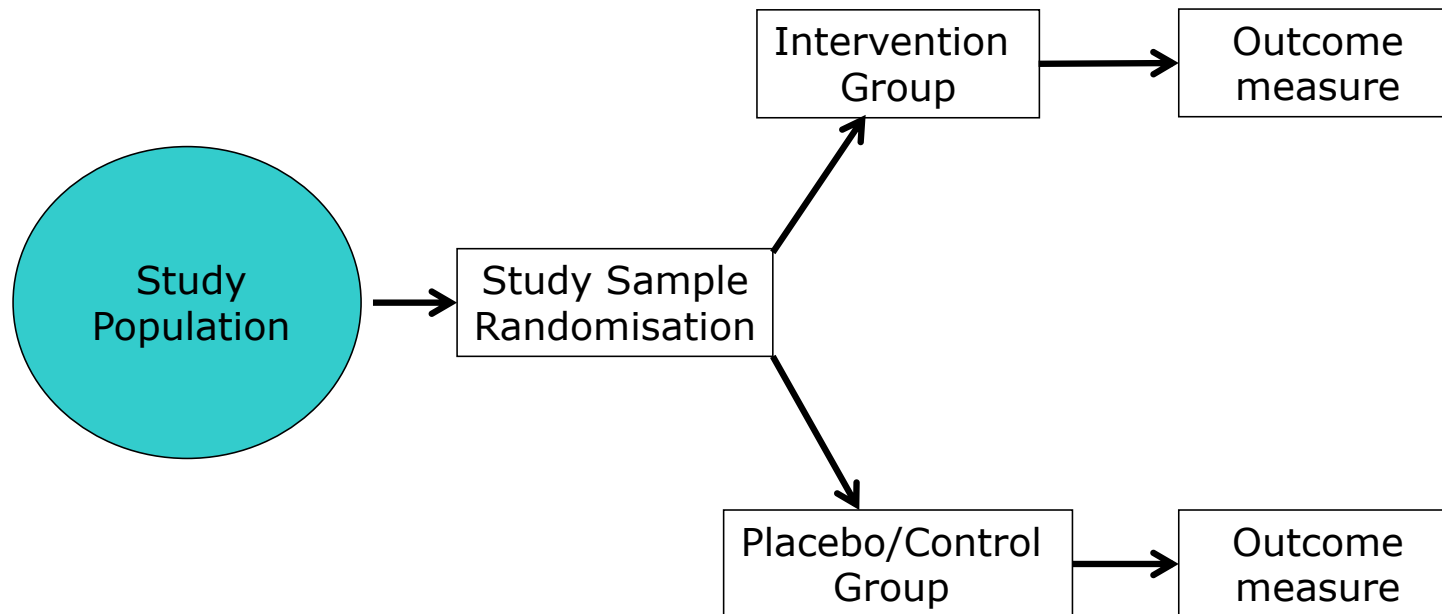 Study
Population
Study Sample
Randomisation
Intervention
Group
Outcome
measure
Placebo/Control
Group
Outcome
measure